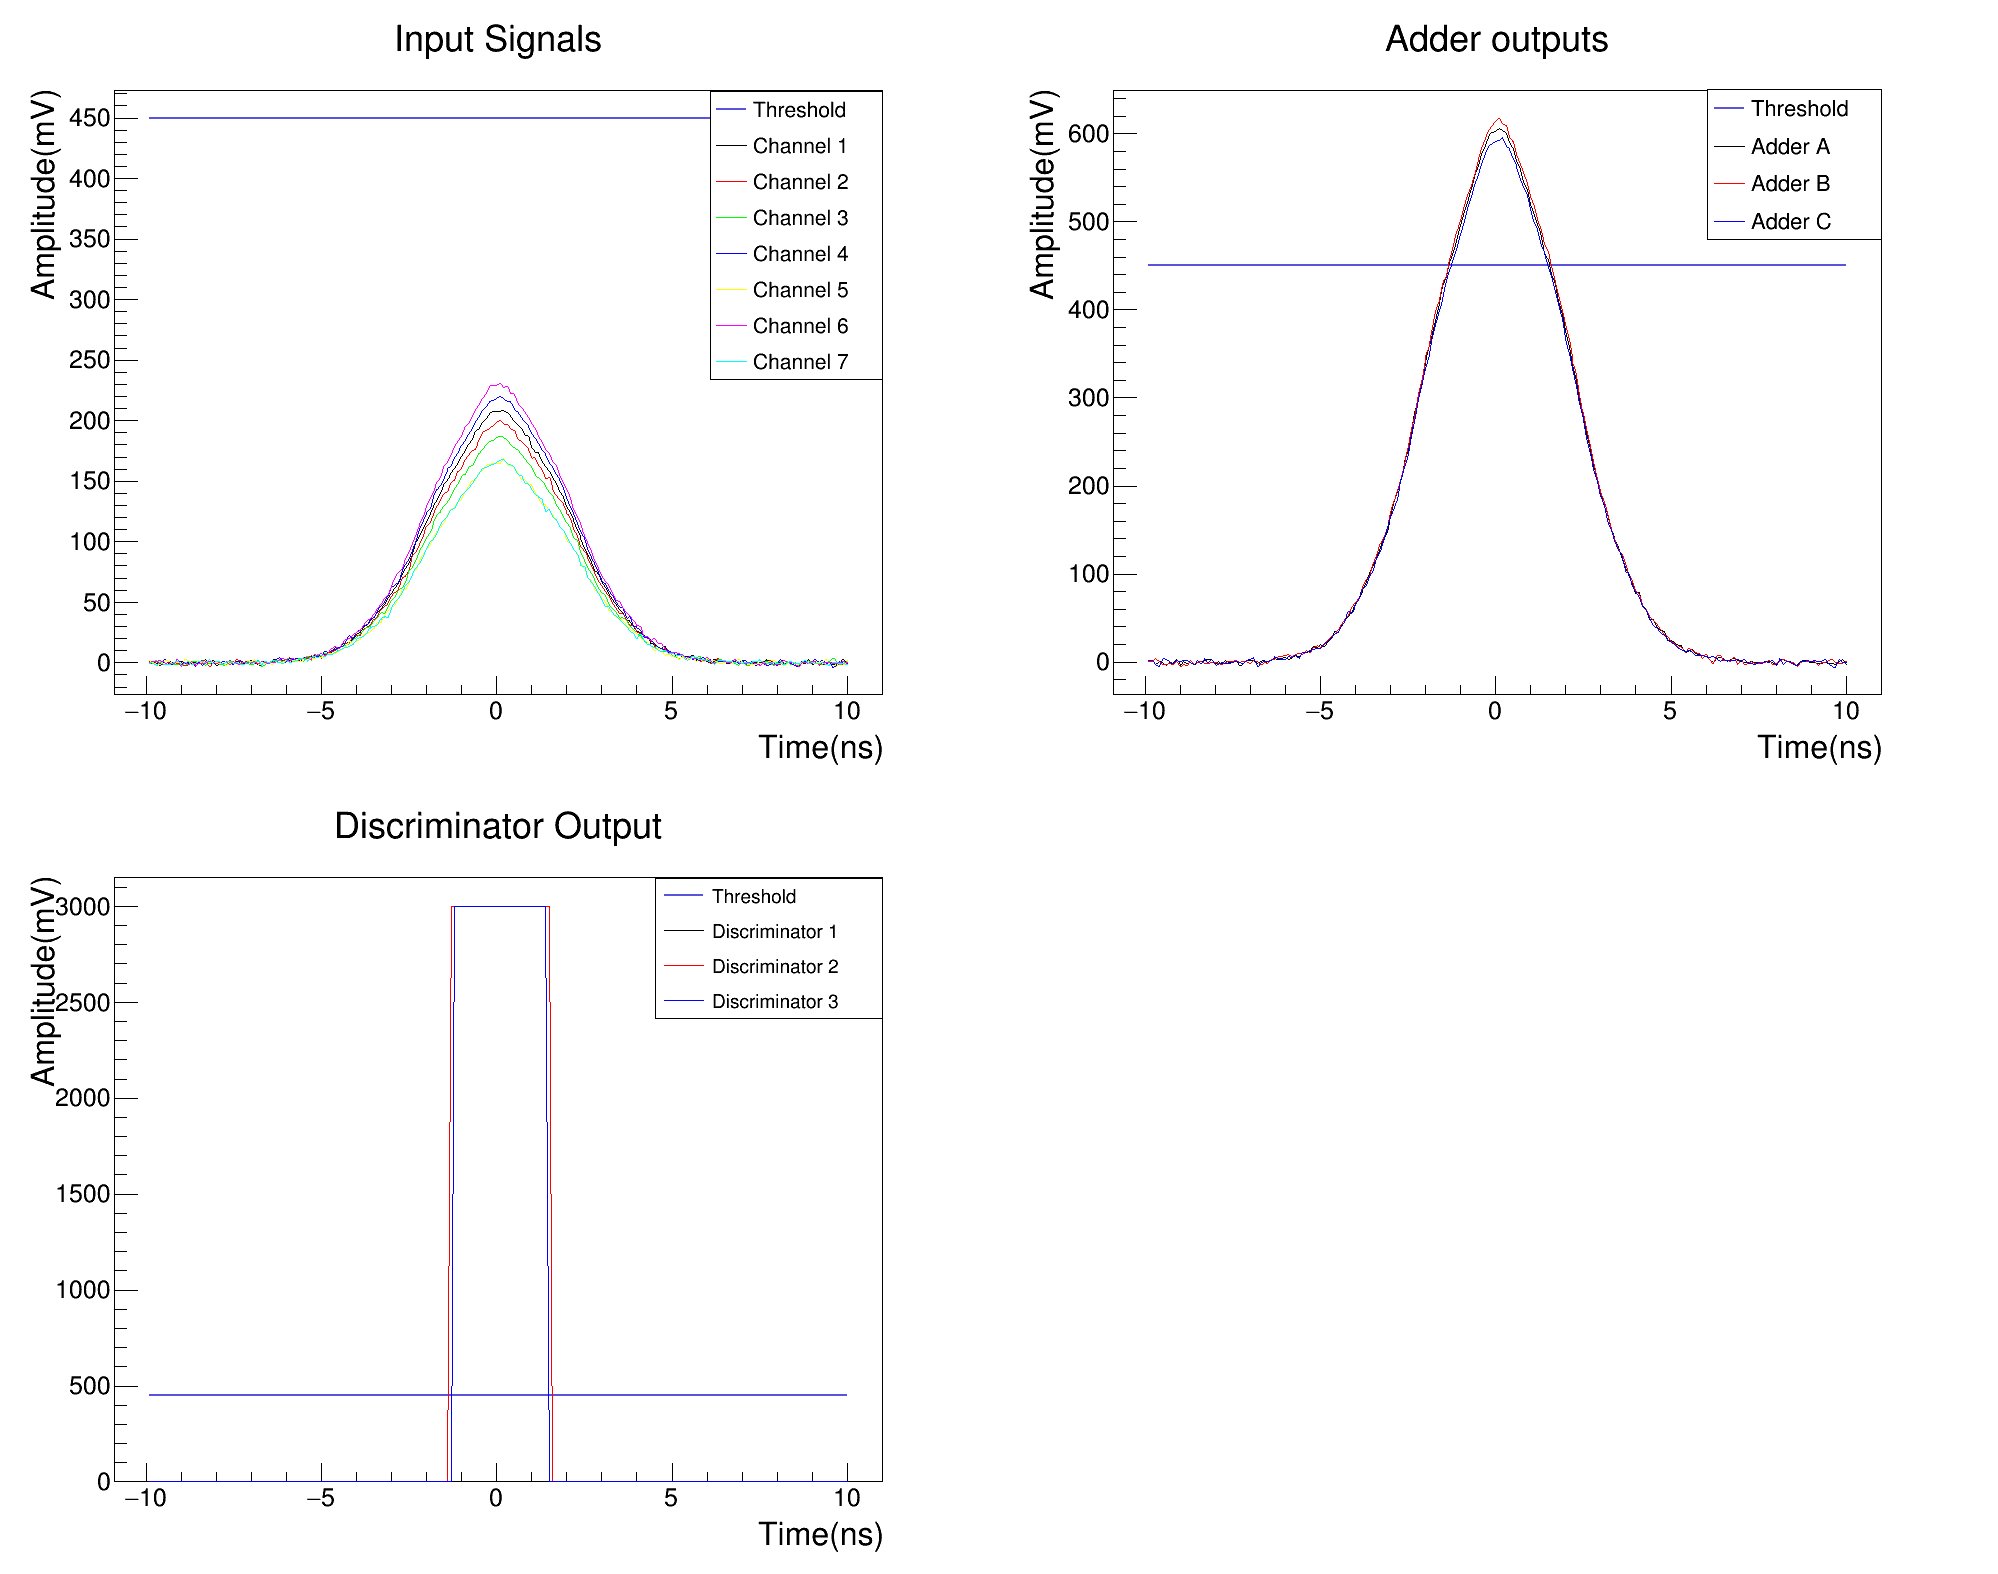 Input Signals
Amplitude(mV)
450
400
350
300
250
200
150
100
50
0
−10
−5
0
5
10
Time(ns)
Threshold
Channel 1
Channel 2
Channel 3
Channel 4
Channel 5
Channel 6
Channel 7
Adder outputs
Amplitude(mV)
600
500
400
300
200
100
0
−10
−5
0
5
10
Time(ns)
Threshold
Adder A
Adder B
Adder C
Discriminator Output
Amplitude(mV)
3000
2500
2000
1500
1000
500
0
−10
−5
0
5
10
Time(ns)
Threshold
Discriminator 1
Discriminator 2
Discriminator 3